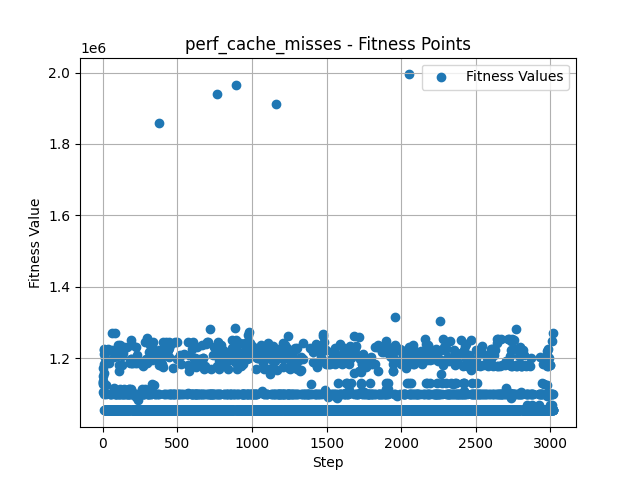 perf_cache_misses - Fitness Points
1e6
Fitness Values
2.0
1.8
1.6
1.4
1.2
Fitness Value
0 500 1000 1500 2000 2500 3000
Step